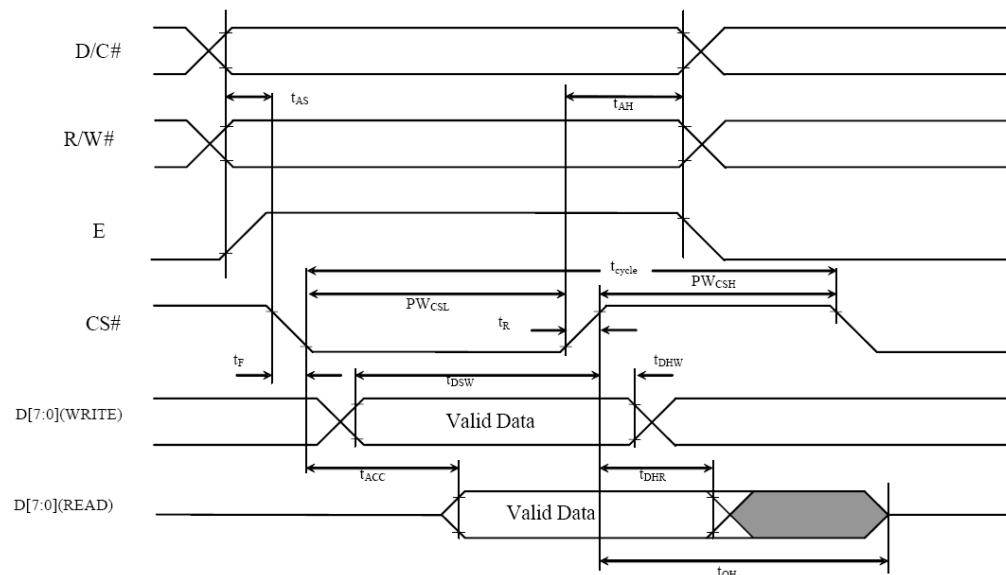 D/C#
tAS
tAH
R/W#
E
tcycle
PWCSL
PWCSH
CS#
tR
tF
tDSW
tDHW
D[7:0](WRITE)
Valid Data
tACC
tDHR
D[7:0](READ)
Valid Data
tOH